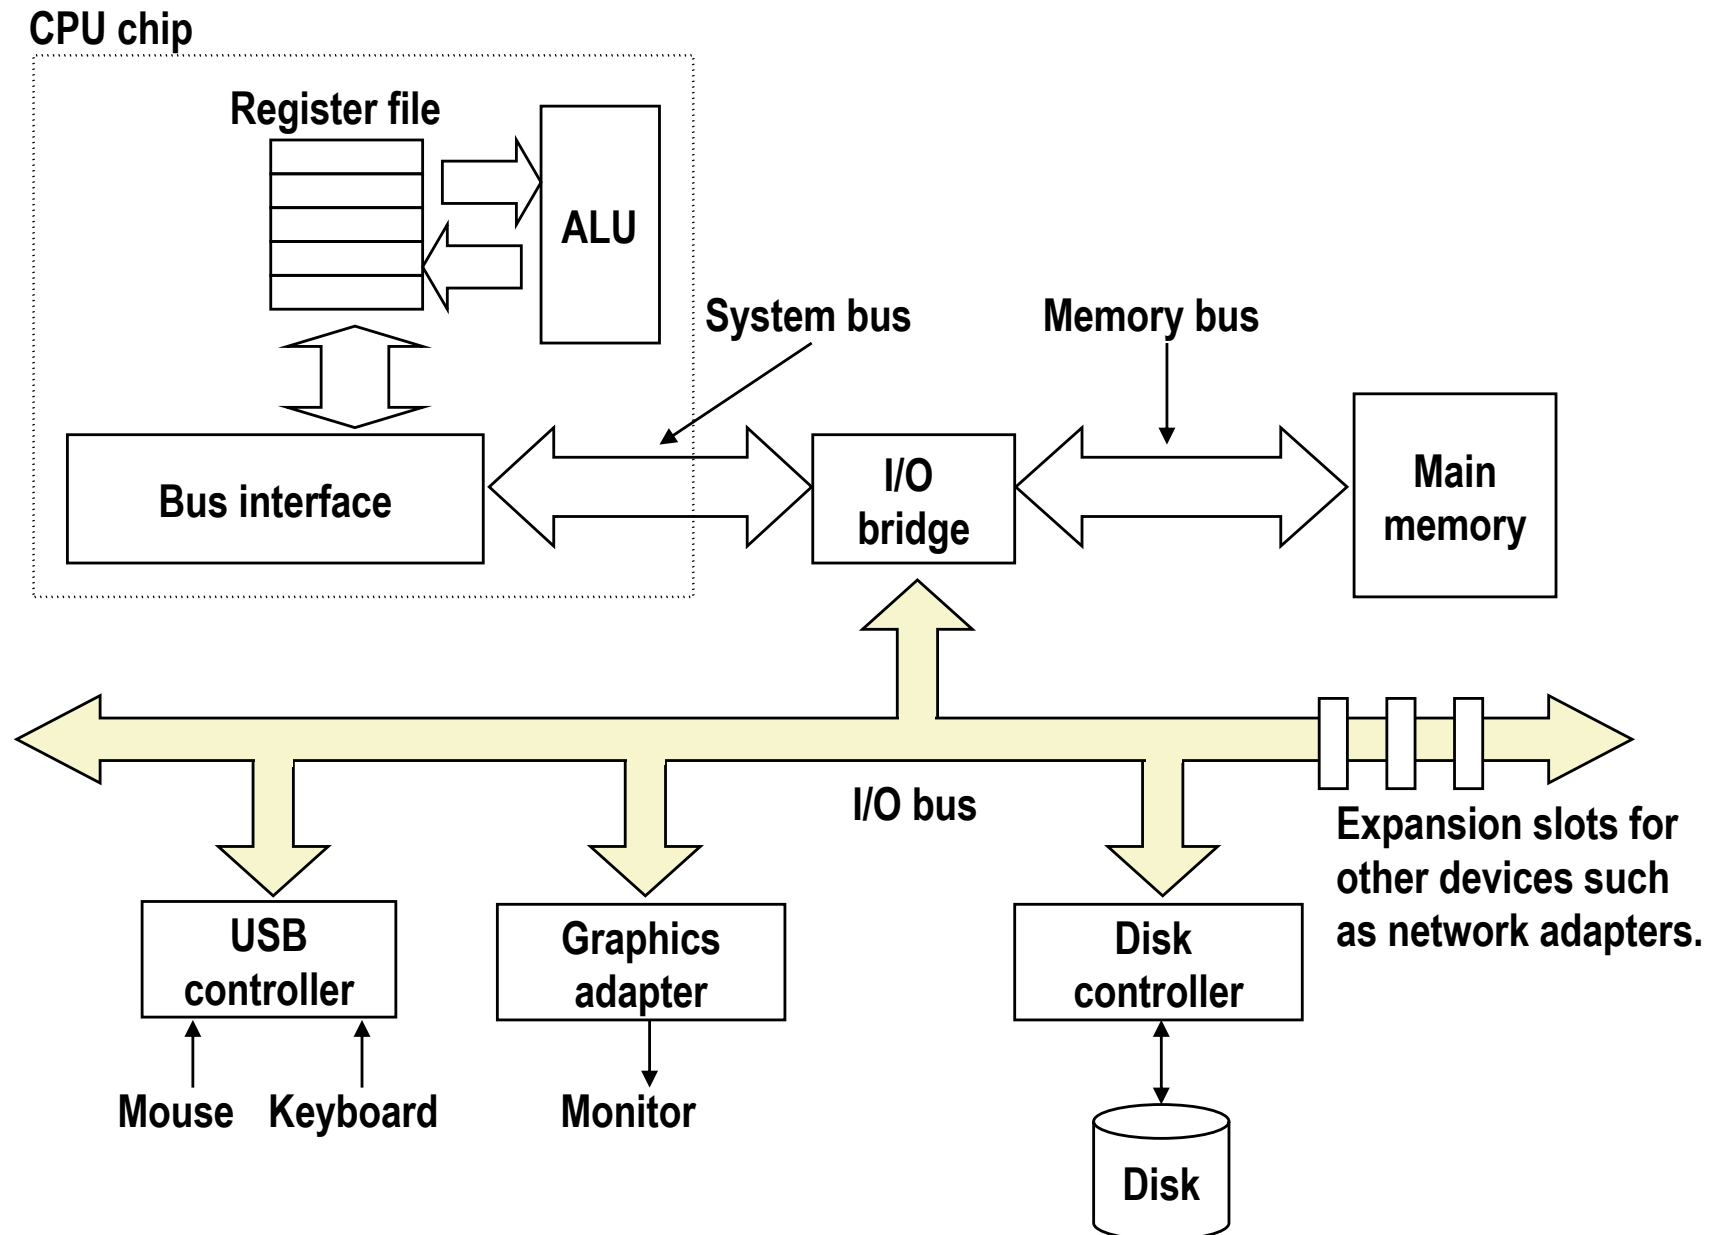 CPU chip
Register file
ALU
System bus
Memory bus
Bus interface
I/O
bridge
Main
memory
I/O bus
Expansion slots for
other devices such
as network adapters.
USB
controller
Graphics
adapter
Disk
controller
Mouse
Keyboard
Monitor
Disk